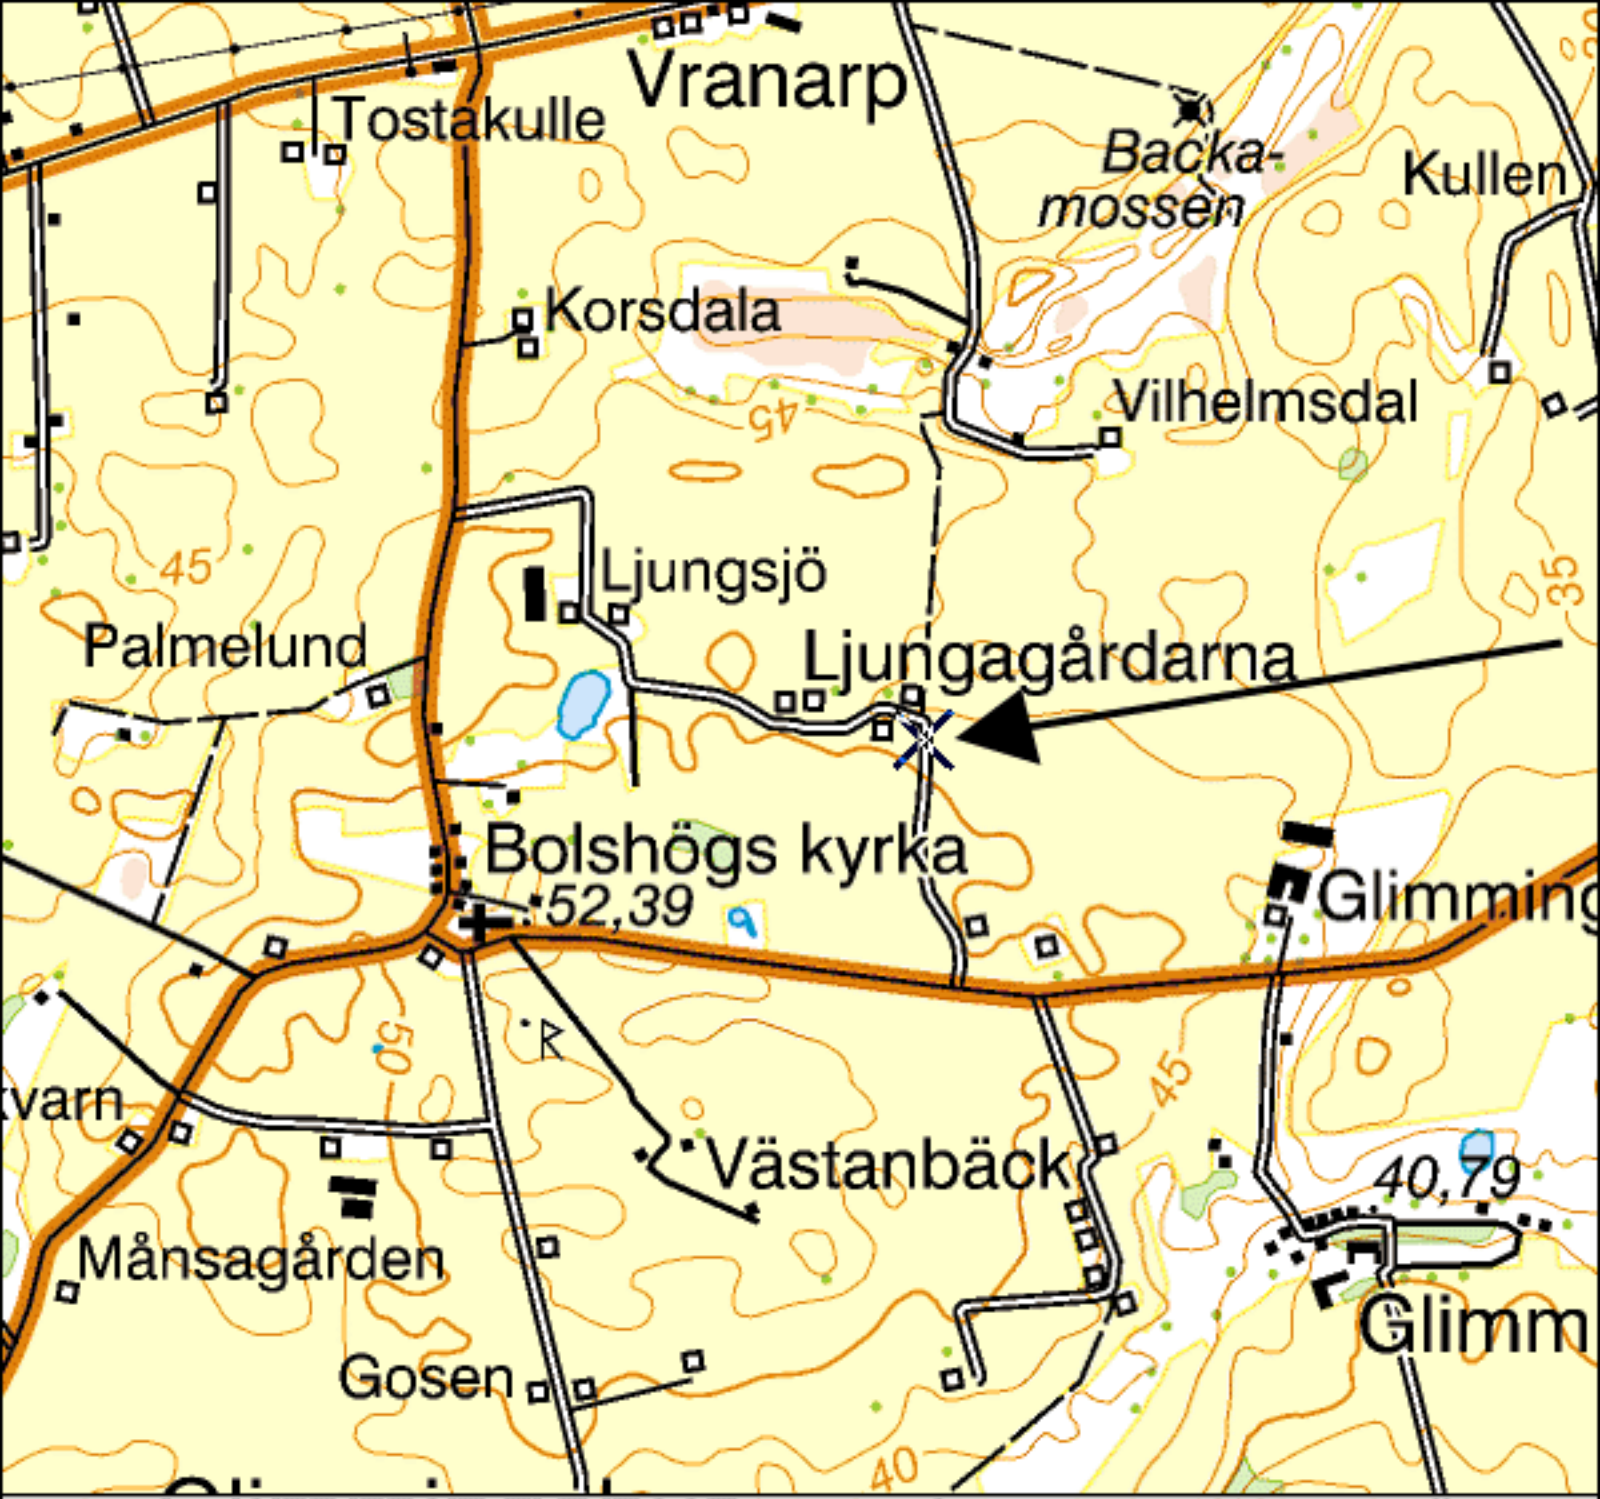 Vranarp
Tostakulle
Backa-
mossen
Kullen
Korsdala
Vilhelmsdal
45
45
Ljungsjö
35
Palmelund
Ljungagårdarna
Bolshögs kyrka
52,39
Glimming
50
R
45
kvarn
Västanbäck
40,79
Månsagården
Glimm
Gosen
40